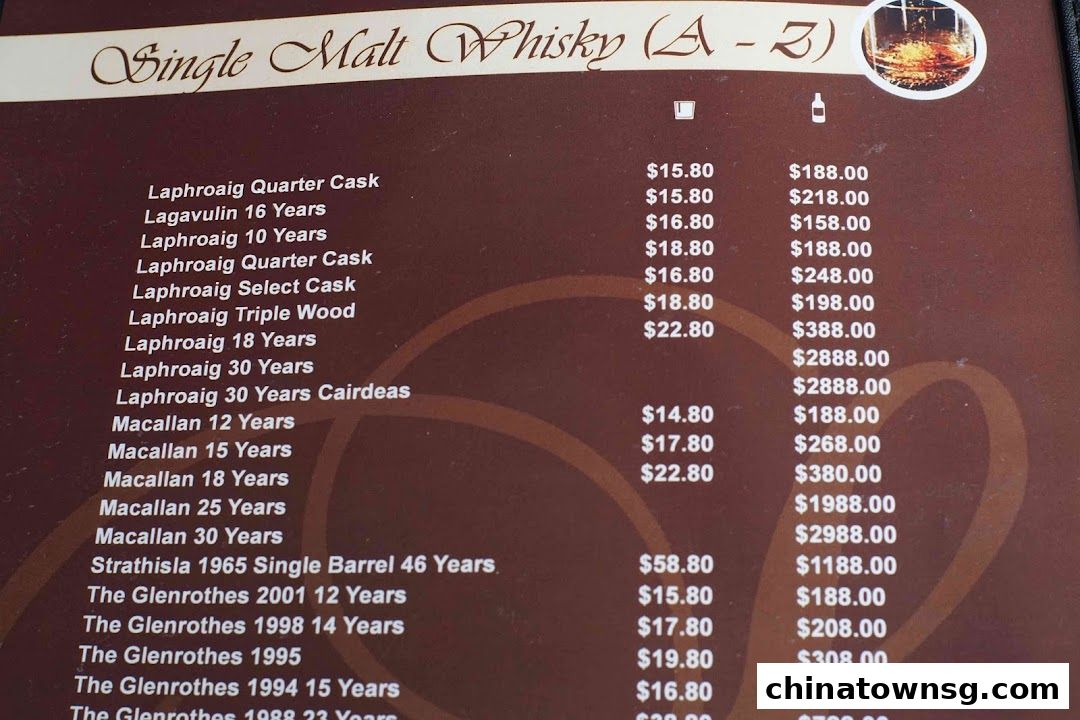 Single Malt Whisky (A - Z)
Laphroaig Quarter Cask $15.80 $188.00
Lagavulin 16 Years $15.80 $218.00
Laphroaig 10 Years $16.80 $158.00
Laphroaig Quarter Cask $18.80 $188.00
Laphroaig Select Cask $16.80 $248.00
Laphroaig Triple Wood $18.80 $198.00
Laphroaig 18 Years $22.80 $388.00
Laphroaig 30 Years $2888.00
Laphroaig 30 Years Cairdeas $2888.00
Macallan 12 Years $14.80 $188.00
Macallan 15 Years $17.80 $268.00
Macallan 18 Years $22.80 $380.00
Macallan 25 Years $1988.00
Macallan 30 Years $2988.00
Strathisla 1965 Single Barrel 46 Years $58.80 $1188.00
The Glenrothes 2001 12 Years $15.80 $188.00
The Glenrothes 1998 14 Years $17.80 $208.00
The Glenrothes 1995 $19.80 $308.00
The Glenrothes 1994 15 Years $16.80
The Glenrothes 1988 23 Years
chinatownsg.com